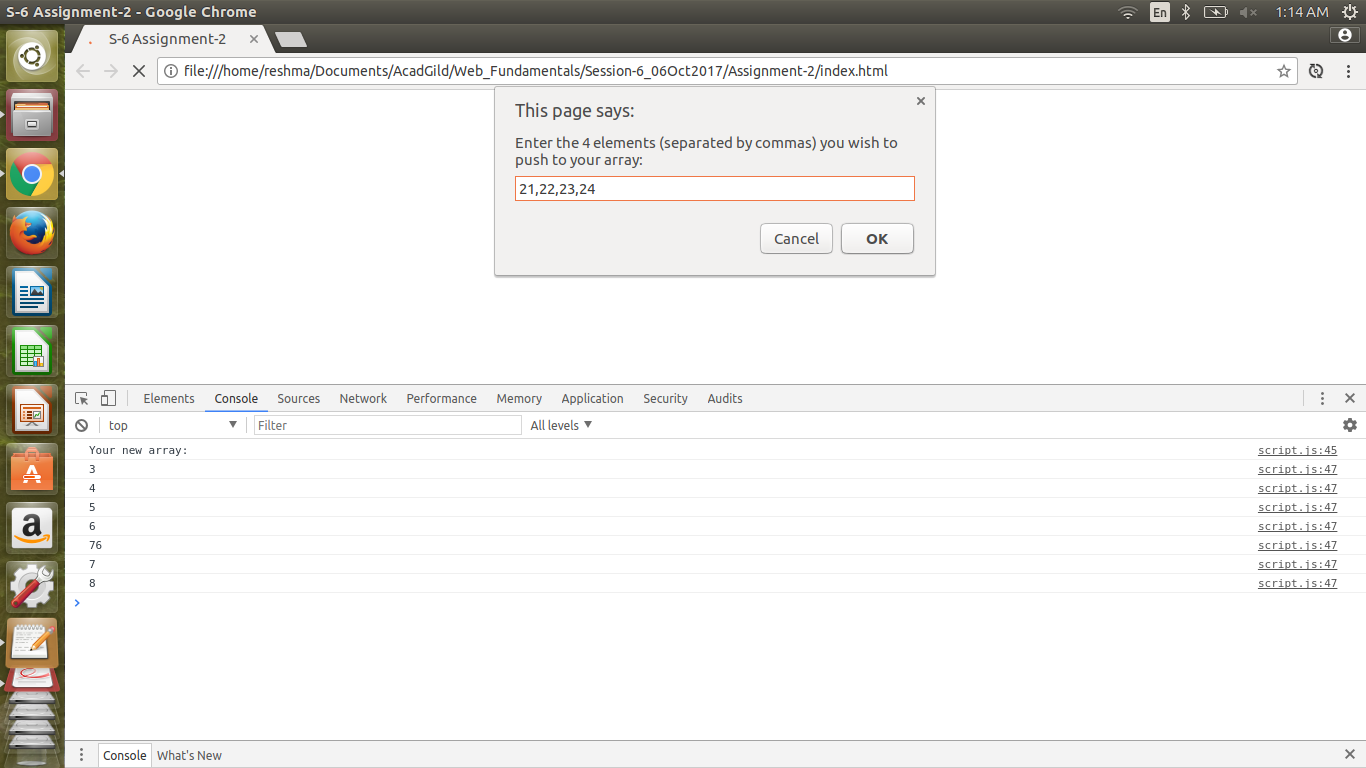 S-6 Assignment-2 - Google Chrome
En
1:14 AM
S-6 Assignment-2
file:///home/reshma/Documents/AcadGild/Web_Fundamentals/Session-6_06Oct2017/Assignment-2/index.html
This page says:
Enter the 4 elements (separated by commas) you wish to
push to your array:
21,22,23,24
Cancel OK
Elements Console Sources Network Performance Memory Application Security Audits
top Filter All levels
Your new array: script.js:45
3 script.js:47
4 script.js:47
5 script.js:47
6 script.js:47
76 script.js:47
7 script.js:47
8 script.js:47
Console What's New